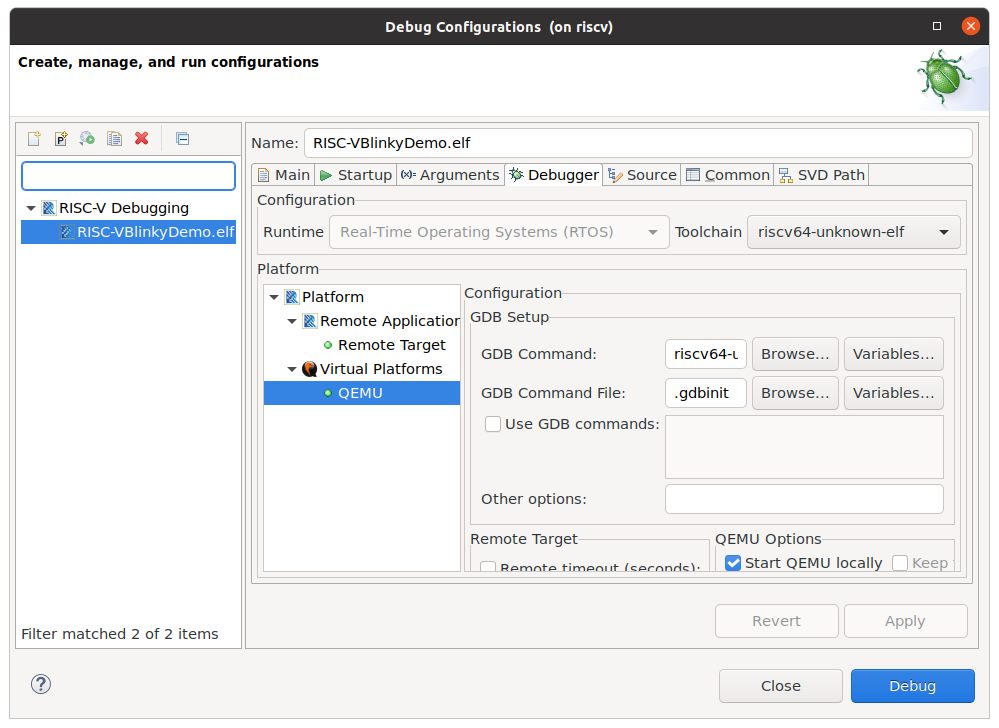 Debug Configurations (on riscv)
Create, manage, and run configurations
P
Name: RISC-VBlinkyDemo.elf
Main Startup (x)= Arguments Debugger Source Common SVD Path
RISC-V Debugging
RISC-VBlinkyDemo.elf
Configuration
Runtime Real-Time Operating Systems (RTOS) Toolchain riscv64-unknown-elf
Platform
Platform
Remote Application
Remote Target
Virtual Platforms
QEMU
Configuration
GDB Setup
GDB Command: riscv64-u Browse... Variables...
GDB Command File: .gdbinit Browse... Variables...
Use GDB commands:
Other options:
Remote Target
Remote timeout (seconds):
QEMU Options
Start QEMU locally Keep
Filter matched 2 of 2 items
Revert Apply
? Close Debug